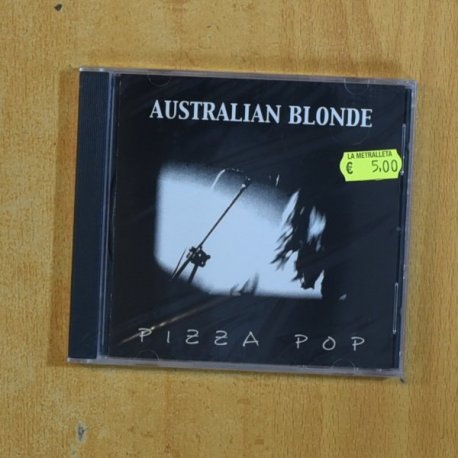 AUSTRALIAN BLONDE
LA METRALLETA
€ 5,00
PIZZA POP